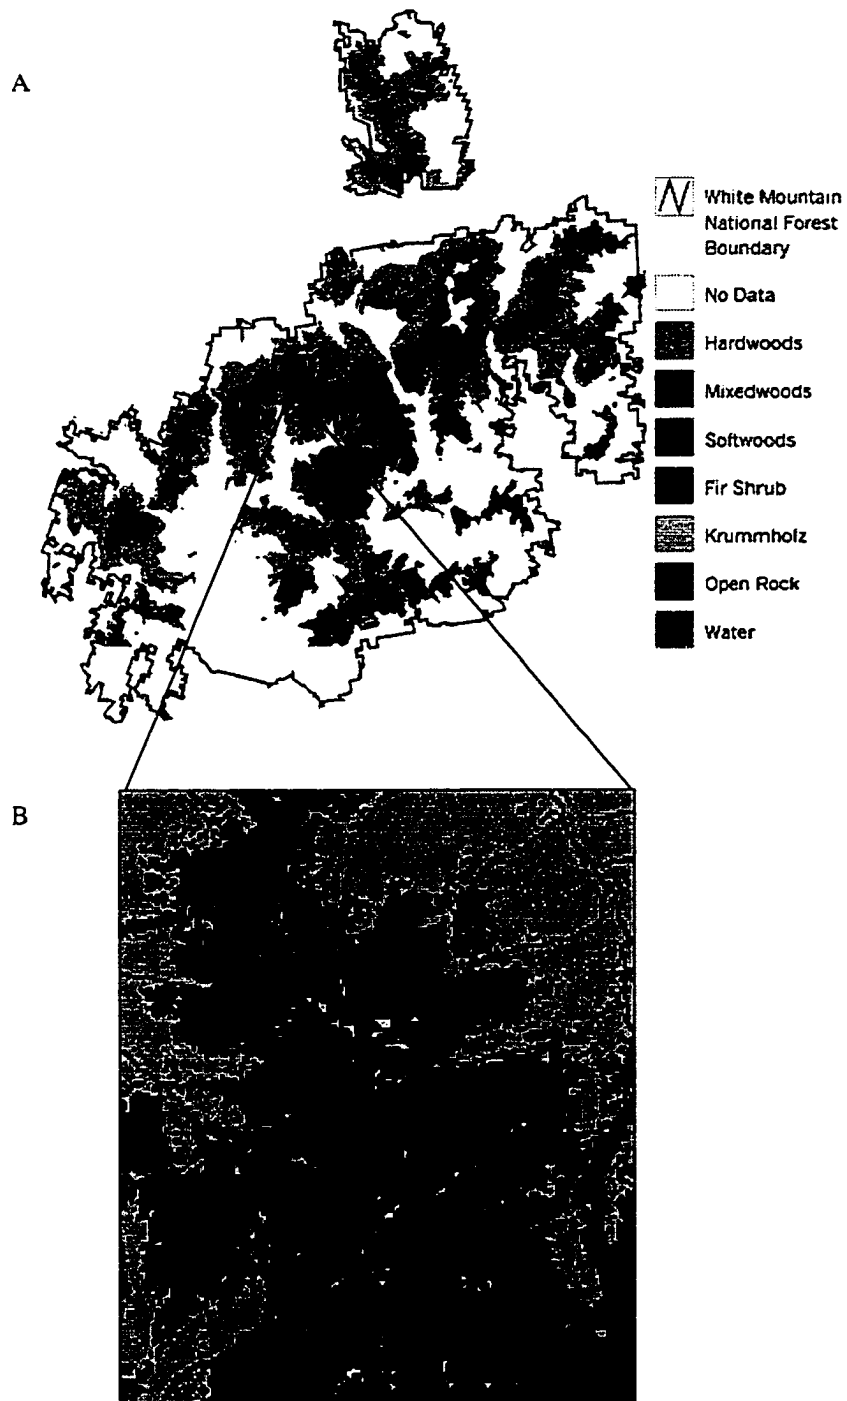 A
White Mountain
National Forest
Boundary
No Data
Hardwoods
Mixedwoods
Softwoods
Fir Shrub
Krummholz
Open Rock
Water
B